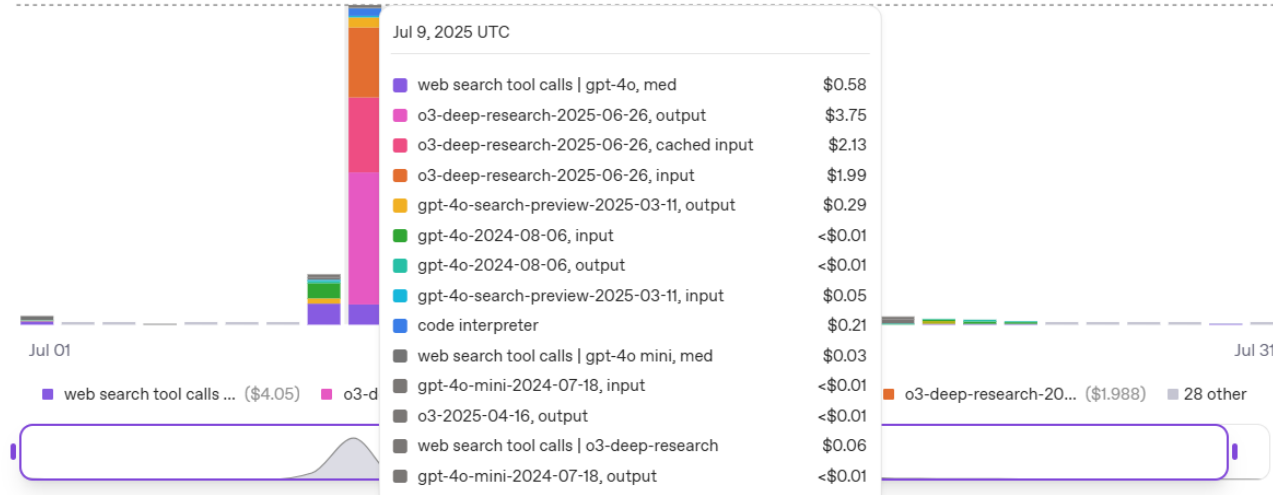 Jul 9, 2025 UTC
web search tool calls | gpt-4o, med $0.58
o3-deep-research-2025-06-26, output $3.75
o3-deep-research-2025-06-26, cached input $2.13
o3-deep-research-2025-06-26, input $1.99
gpt-4o-search-preview-2025-03-11, output $0.29
gpt-4o-2024-08-06, input <$0.01
gpt-4o-2024-08-06, output <$0.01
gpt-4o-search-preview-2025-03-11, input $0.05
code interpreter $0.21
web search tool calls | gpt-4o mini, med $0.03
gpt-4o-mini-2024-07-18, input <$0.01
o3-2025-04-16, output <$0.01
web search tool calls | o3-deep-research $0.06
gpt-4o-mini-2024-07-18, output <$0.01
Jul 01 Jul 31
web search tool calls ... ($4.05) o3-d o3-deep-research-20... ($1.988) 28 other